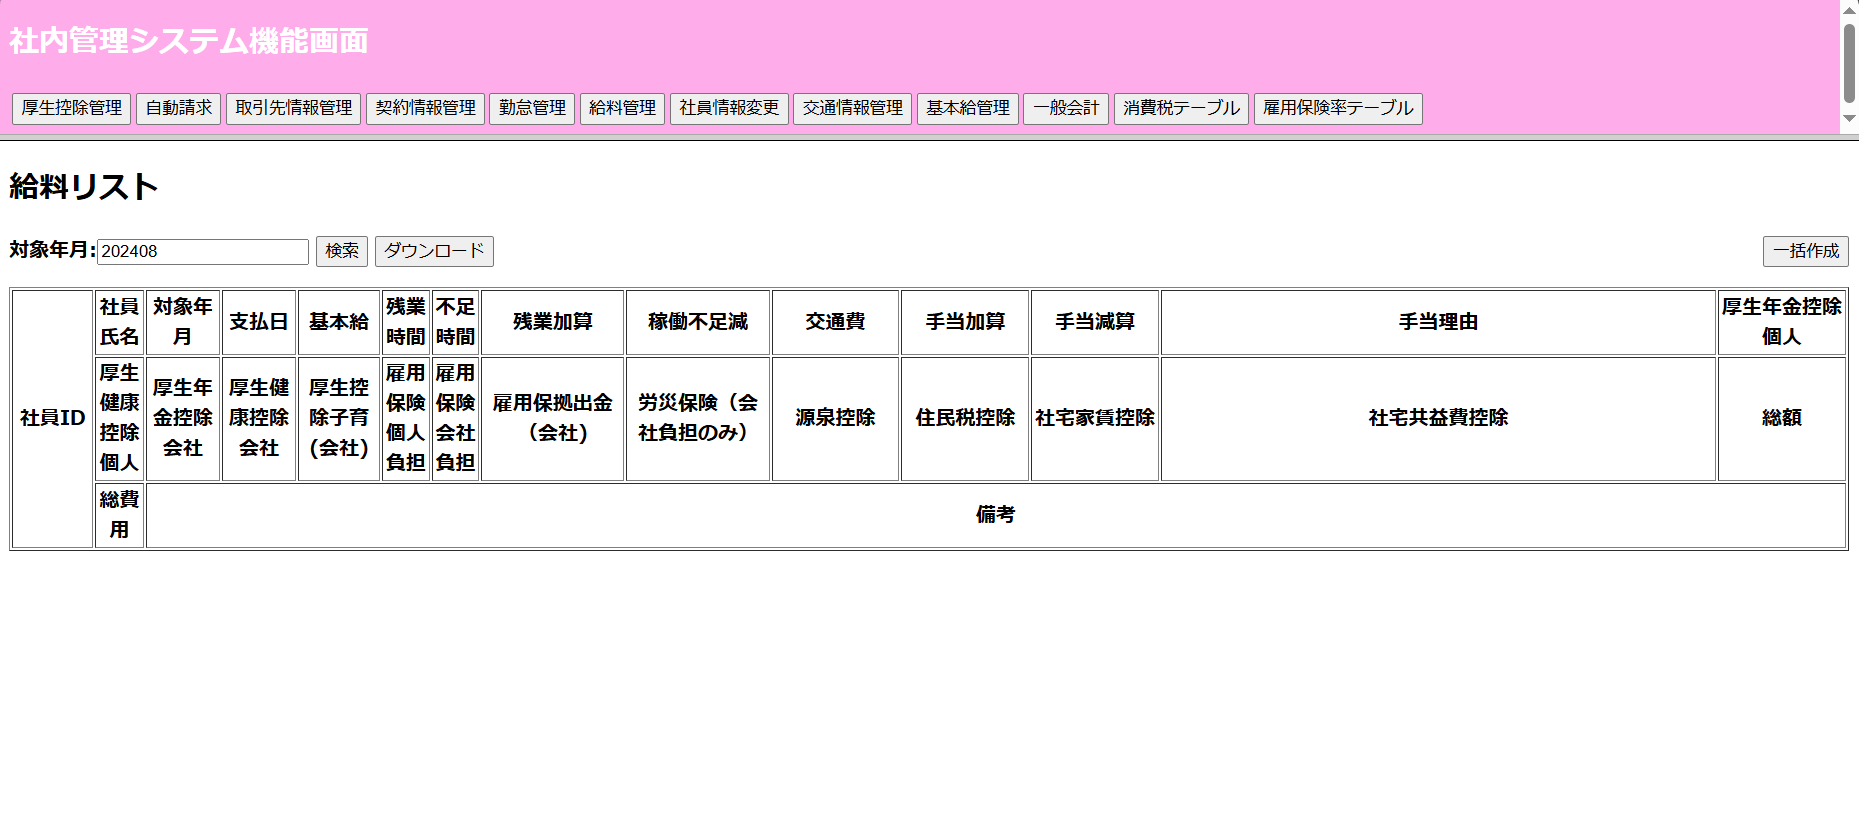 社内管理システム機能画面
厚生控除管理 自動請求 取引先情報管理 契約情報管理 勤怠管理 給料管理 社員情報変更 交通情報管理 基本給管理 一般会計 消費税テーブル 雇用保険率テーブル
給料リスト
対象年月:202408 検索 ダウンロード 一括作成
社員ID
社員
氏名
対象年
月
支払日
基本給
残業
時間
不足
時間
残業加算
稼働不足減
交通費
手当加算
手当減算
手当理由
厚生年金控除
個人
厚生
健康
控除
個人
厚生年
金控除
会社
厚生健
康控除
会社
厚生控
除子育
(会社)
雇用
保険
個人
負担
雇用
保険
会社
負担
雇用保拠出金
（会社)
労災保険（会
社負担のみ）
源泉控除
住民税控除
社宅家賃控除
社宅共益費控除
総額
総費
用
備考